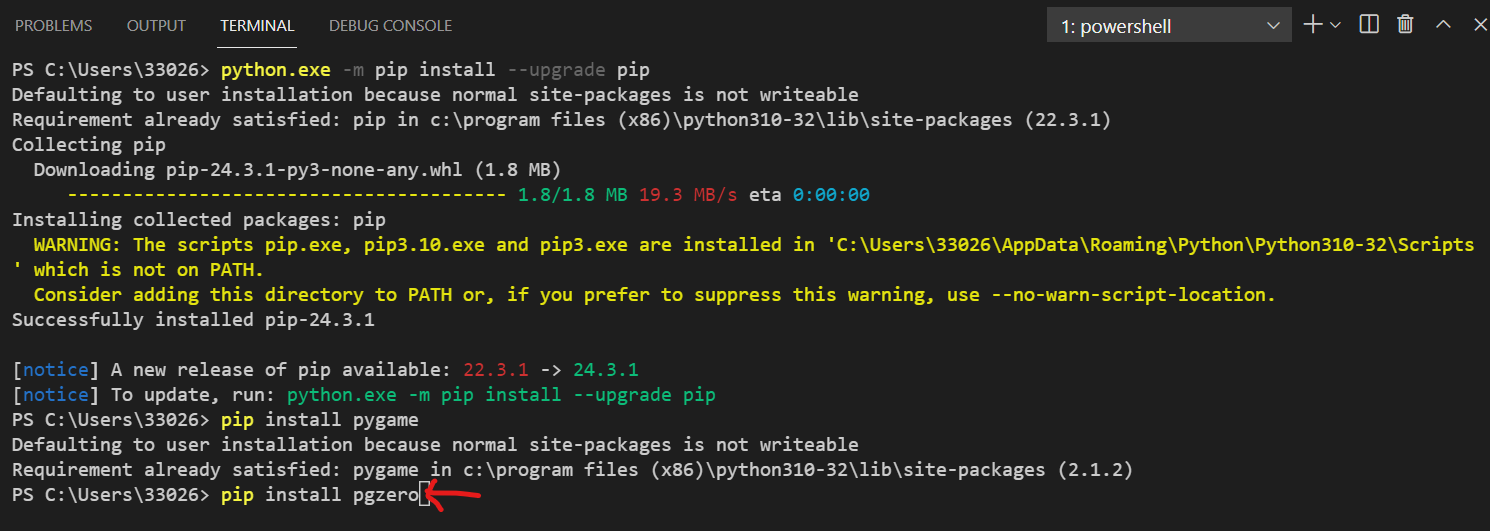 PROBLEMS OUTPUT TERMINAL DEBUG CONSOLE 1: powershell
PS C:\Users\33026> python.exe -m pip install --upgrade pip
Defaulting to user installation because normal site-packages is not writeable
Requirement already satisfied: pip in c:\program files (x86)\python310-32\lib\site-packages (22.3.1)
Collecting pip
  Downloading pip-24.3.1-py3-none-any.whl (1.8 MB)
     ---------------------------------------- 1.8/1.8 MB 19.3 MB/s eta 0:00:00
Installing collected packages: pip
  WARNING: The scripts pip.exe, pip3.10.exe and pip3.exe are installed in 'C:\Users\33026\AppData\Roaming\Python\Python310-32\Scripts
' which is not on PATH.
  Consider adding this directory to PATH or, if you prefer to suppress this warning, use --no-warn-script-location.
Successfully installed pip-24.3.1
[notice] A new release of pip available: 22.3.1 -> 24.3.1
[notice] To update, run: python.exe -m pip install --upgrade pip
PS C:\Users\33026> pip install pygame
Defaulting to user installation because normal site-packages is not writeable
Requirement already satisfied: pygame in c:\program files (x86)\python310-32\lib\site-packages (2.1.2)
PS C:\Users\33026> pip install pgzero